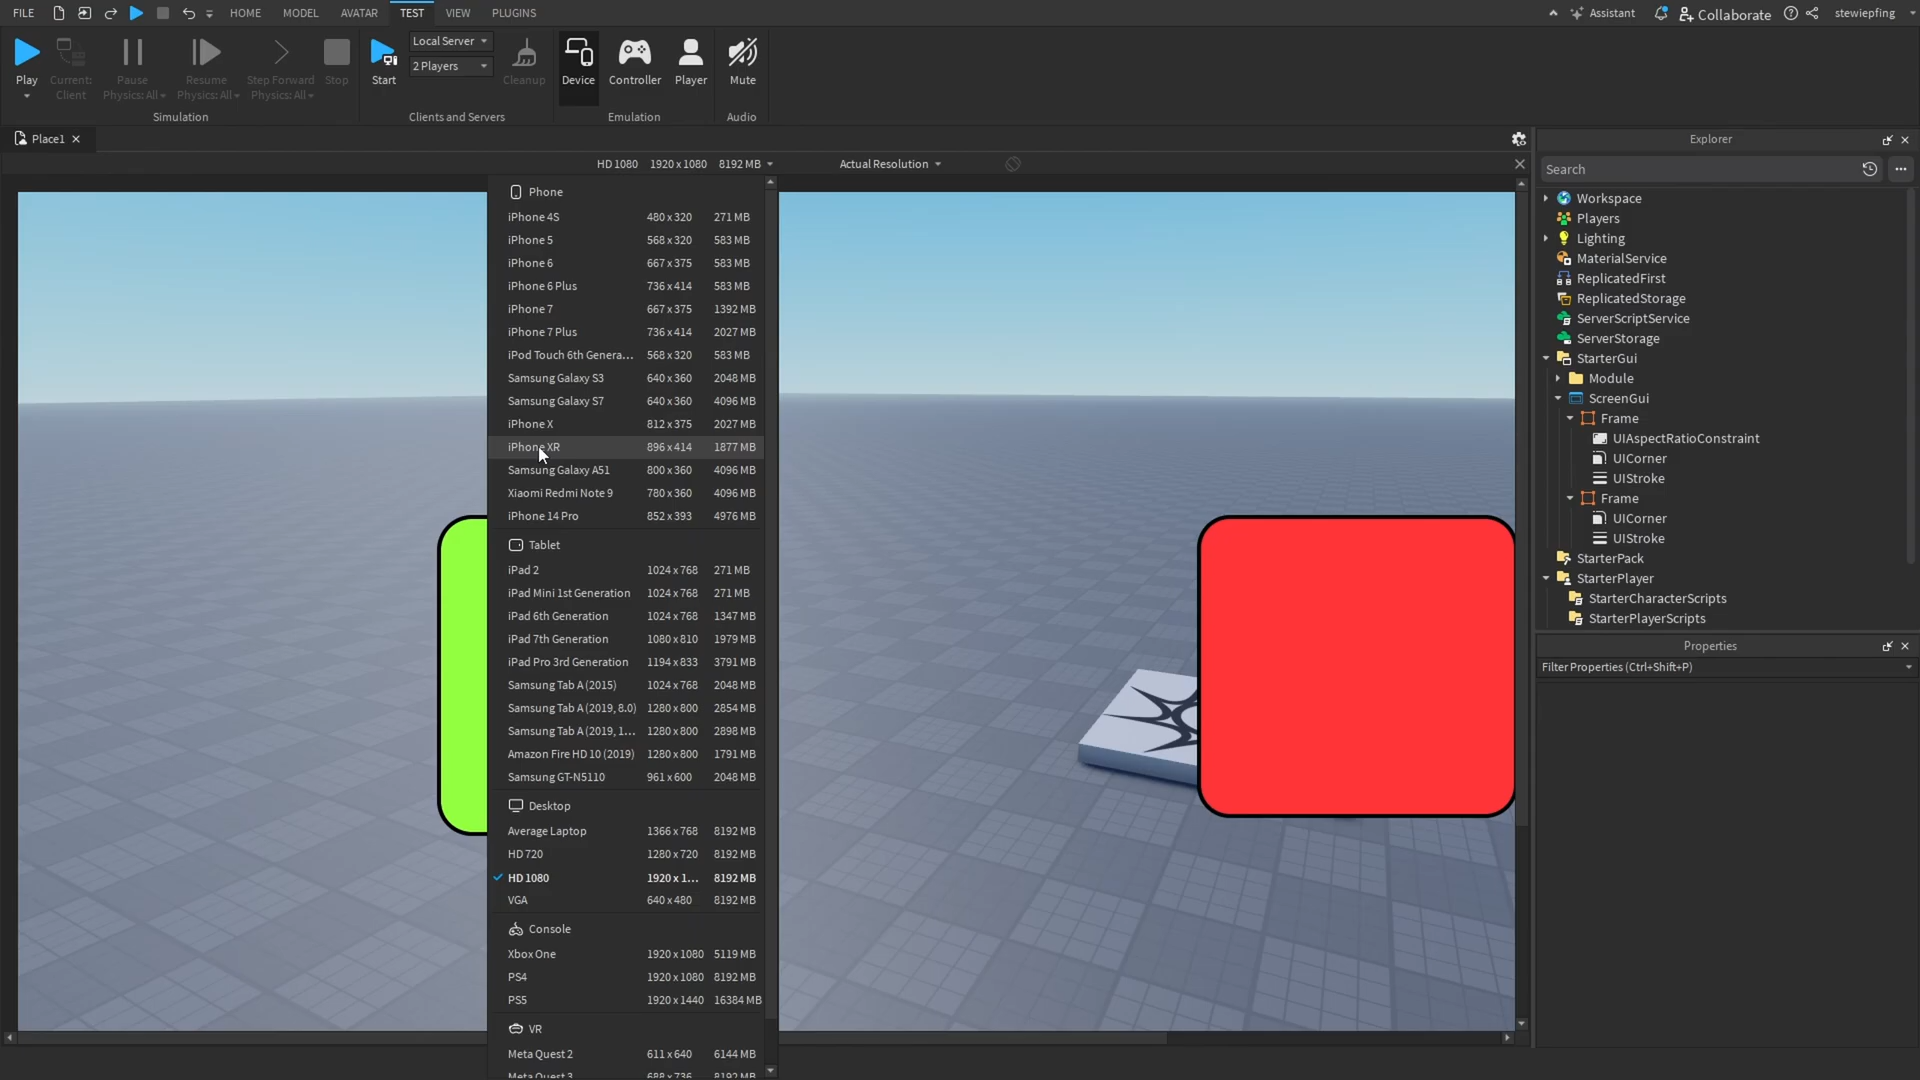 FILE HOME MODEL AVATAR TEST VIEW PLUGINS Assistant Collaborate stewiepfing
Play Current: Client Pause Physics: All Resume Physics: All Step Forward Physics: All Stop
Simulation
Start Local Server 2 Players Cleanup
Clients and Servers
Device Controller Player
Emulation
Mute
Audio
Place1
HD 1080 1920 x 1080 8192 MB Actual Resolution
Phone
iPhone 4S 480 x 320 271 MB
iPhone 5 568 x 320 583 MB
iPhone 6 667 x 375 583 MB
iPhone 6 Plus 736 x 414 583 MB
iPhone 7 667 x 375 1392 MB
iPhone 7 Plus 736 x 414 2027 MB
iPod Touch 6th Genera... 568 x 320 583 MB
Samsung Galaxy S3 640 x 360 2048 MB
Samsung Galaxy S7 640 x 360 4096 MB
iPhone X 812 x 375 2027 MB
iPhone XR 896 x 414 1877 MB
Samsung Galaxy A51 800 x 360 4096 MB
Xiaomi Redmi Note 9 780 x 360 4096 MB
iPhone 14 Pro 852 x 393 4976 MB
Tablet
iPad 2 1024 x 768 271 MB
iPad Mini 1st Generation 1024 x 768 271 MB
iPad 6th Generation 1024 x 768 1347 MB
iPad 7th Generation 1080 x 810 1979 MB
iPad Pro 3rd Generation 1194 x 833 3791 MB
Samsung Tab A (2015) 1024 x 768 2048 MB
Samsung Tab A (2019, 8.0) 1280 x 800 2854 MB
Samsung Tab A (2019, 1... 1280 x 800 2898 MB
Amazon Fire HD 10 (2019) 1280 x 800 1791 MB
Samsung GT-N5110 961 x 600 2048 MB
Desktop
Average Laptop 1366 x 768 8192 MB
HD 720 1280 x 720 8192 MB
HD 1080 1920 x 1... 8192 MB
VGA 640 x 480 8192 MB
Console
Xbox One 1920 x 1080 5119 MB
PS4 1920 x 1080 8192 MB
PS5 1920 x 1440 16384 MB
VR
Meta Quest 2 611 x 640 6144 MB
Meta Quest 3 688 x 736 8192 MB
Explorer
Search
Workspace
Players
Lighting
MaterialService
ReplicatedFirst
ReplicatedStorage
ServerScriptService
ServerStorage
StarterGui
Module
ScreenGui
Frame
UIAspectRatioConstraint
UICorner
UIStroke
Frame
UICorner
UIStroke
StarterPack
StarterPlayer
StarterCharacterScripts
StarterPlayerScripts
Properties
Filter Properties (Ctrl+Shift+P)